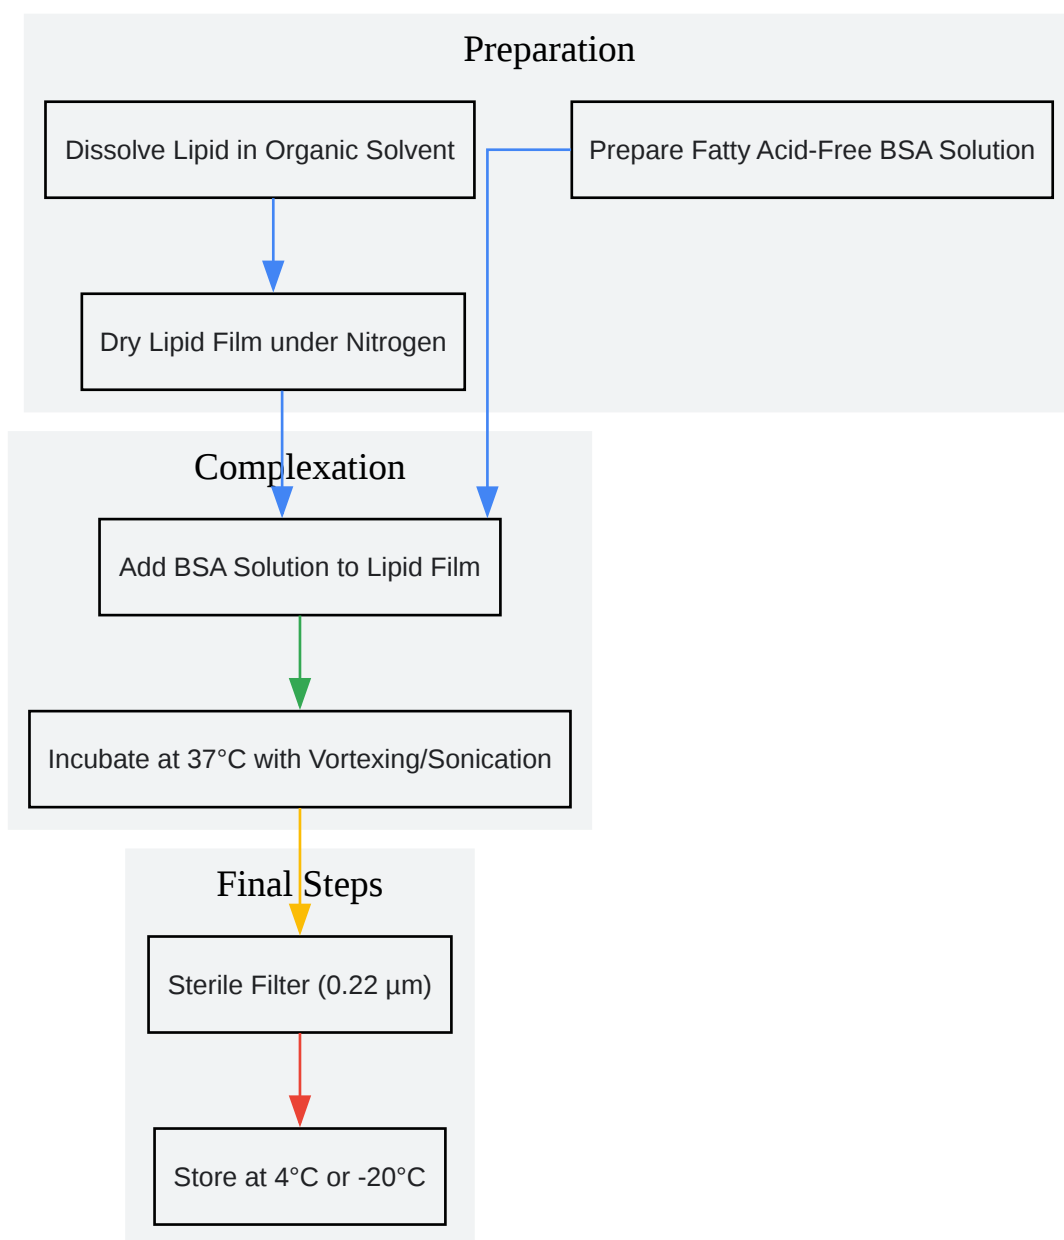 Preparation
Dissolve Lipid in Organic Solvent
Prepare Fatty Acid-Free BSA Solution
Dry Lipid Film under Nitrogen
Complexation
Add BSA Solution to Lipid Film
Incubate at 37°C with Vortexing/Sonication
Final Steps
Sterile Filter (0.22 µm)
Store at 4°C or -20°C